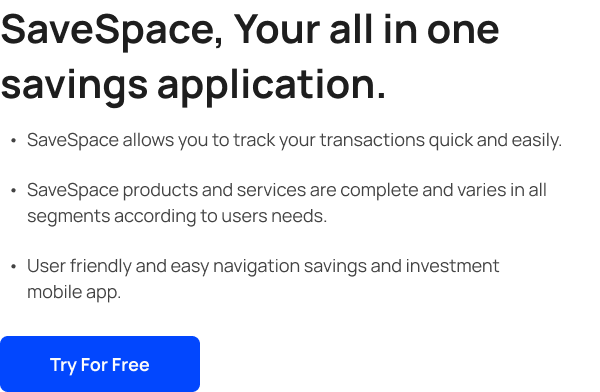 SaveSpace, Your all in one
savings application.
• SaveSpace allows you to track your transactions quick and easily.
• SaveSpace products and services are complete and varies in all
segments according to users needs.
• User friendly and easy navigation savings and investment
mobile app.
Try For Free